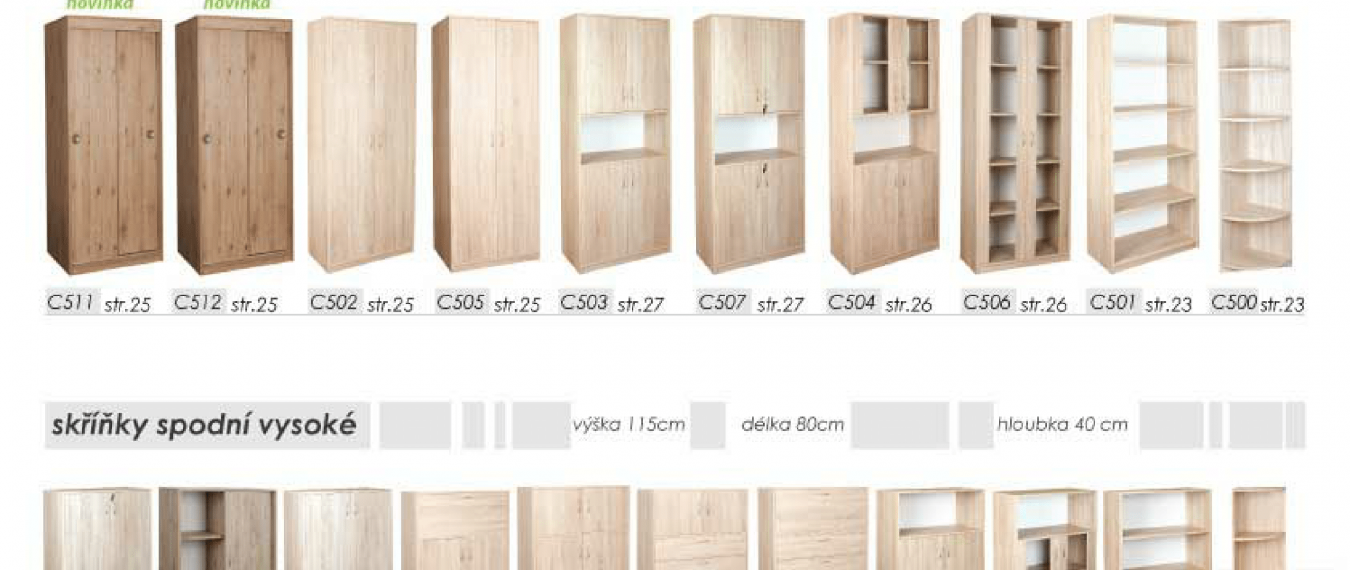 novinka novinka
C511 str.25 C512 str.25 C502 str.25 C505 str.25 C503 str.27 C507 str.27 C504 str.26 C506 str.26 C501 str.23 C500 str.23
skříňky spodní vysoké výška 115cm délka 80cm hloubka 40 cm